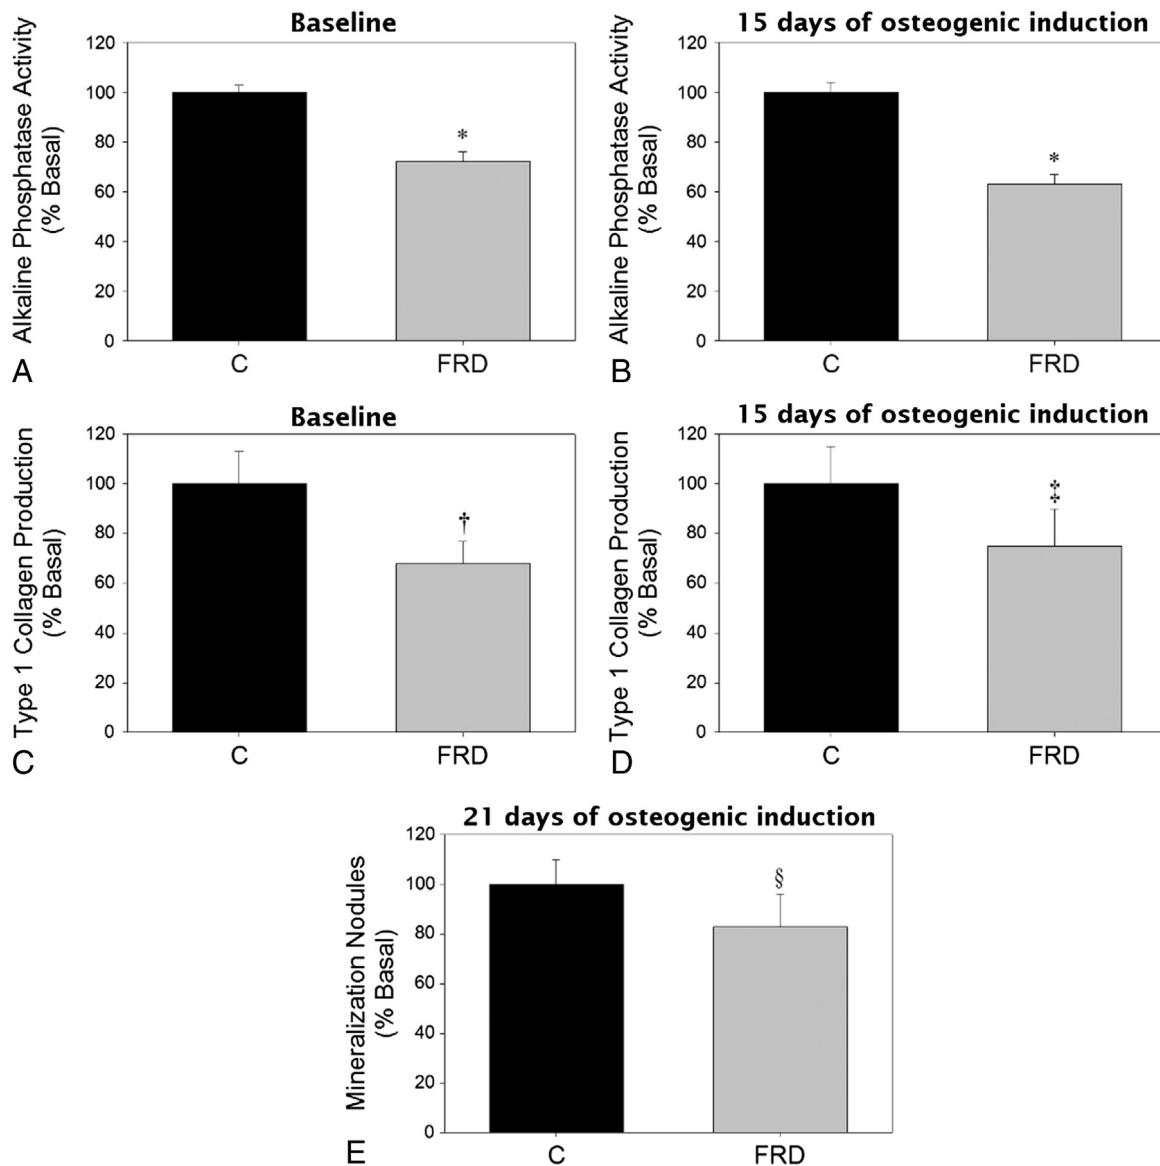 Baseline
Alkaline Phosphatase Activity
(% Basal)
120
100
80
60
40
20
0
*
C
FRD
A
15 days of osteogenic induction
Alkaline Phosphatase Activity
(% Basal)
120
100
80
60
40
20
0
*
C
FRD
B
Baseline
Type 1 Collagen Production
(% Basal)
120
100
80
60
40
20
0
†
C
FRD
C
15 days of osteogenic induction
Type 1 Collagen Production
(% Basal)
120
100
80
60
40
20
0
‡
C
FRD
D
21 days of osteogenic induction
Mineralization Nodules
(% Basal)
120
100
80
60
40
20
0
§
C
FRD
E